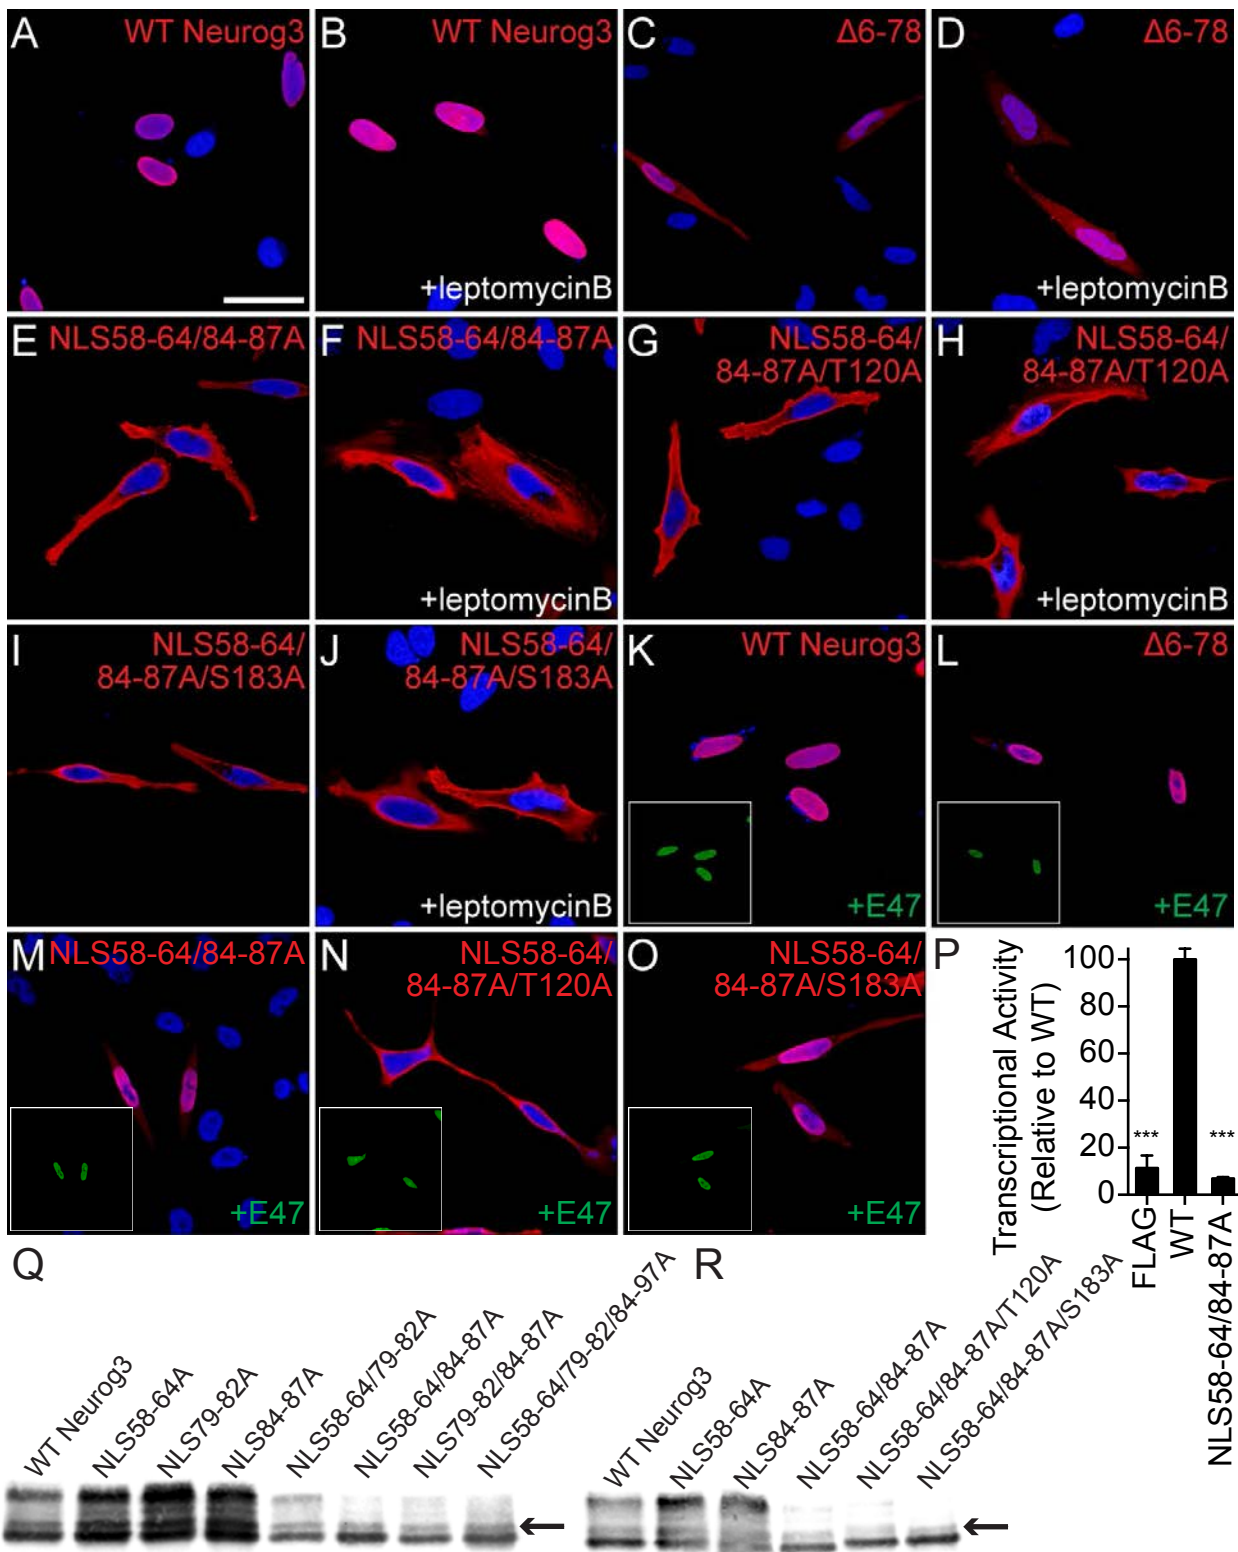 A WT Neurog3
B WT Neurog3
+leptomycinB
C Δ6-78
D Δ6-78
+leptomycinB
E NLS58-64/84-87A
F NLS58-64/84-87A
+leptomycinB
G NLS58-64/
84-87A/T120A
H NLS58-64/
84-87A/T120A
+leptomycinB
I NLS58-64/
84-87A/S183A
J NLS58-64/
84-87A/S183A
+leptomycinB
K WT Neurog3
+E47
L Δ6-78
+E47
M NLS58-64/84-87A
+E47
N NLS58-64/
84-87A/T120A
+E47
O NLS58-64/
84-87A/S183A
+E47
P
Transcriptional Activity
(Relative to WT)
100
80
60
40
20
0
***
***
FLAG
WT
NLS58-64/84-87A
Q
WT Neurog3
NLS58-64A
NLS79-82A
NLS84-87A
NLS58-64/79-82A
NLS58-64/84-87A
NLS79-82/84-87A
NLS58-64/79-82/84-97A
R
WT Neurog3
NLS58-64A
NLS84-87A
NLS58-64/84-87A
NLS58-64/84-87A/T120A
NLS58-64/84-87A/S183A